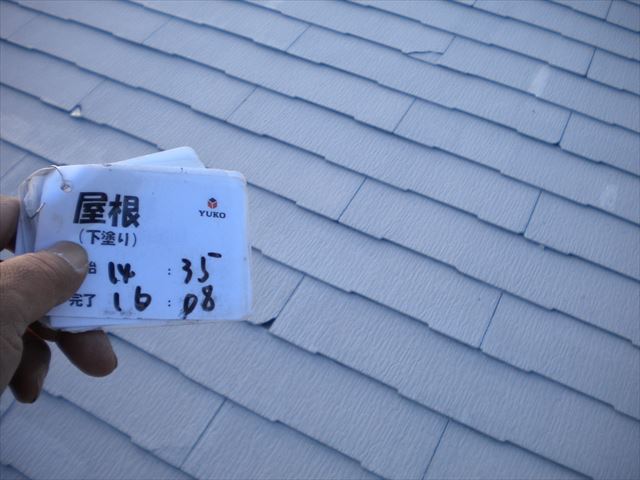 屋根
YUKO
(下塗り)
始 14 : 35
完了 16 : 08